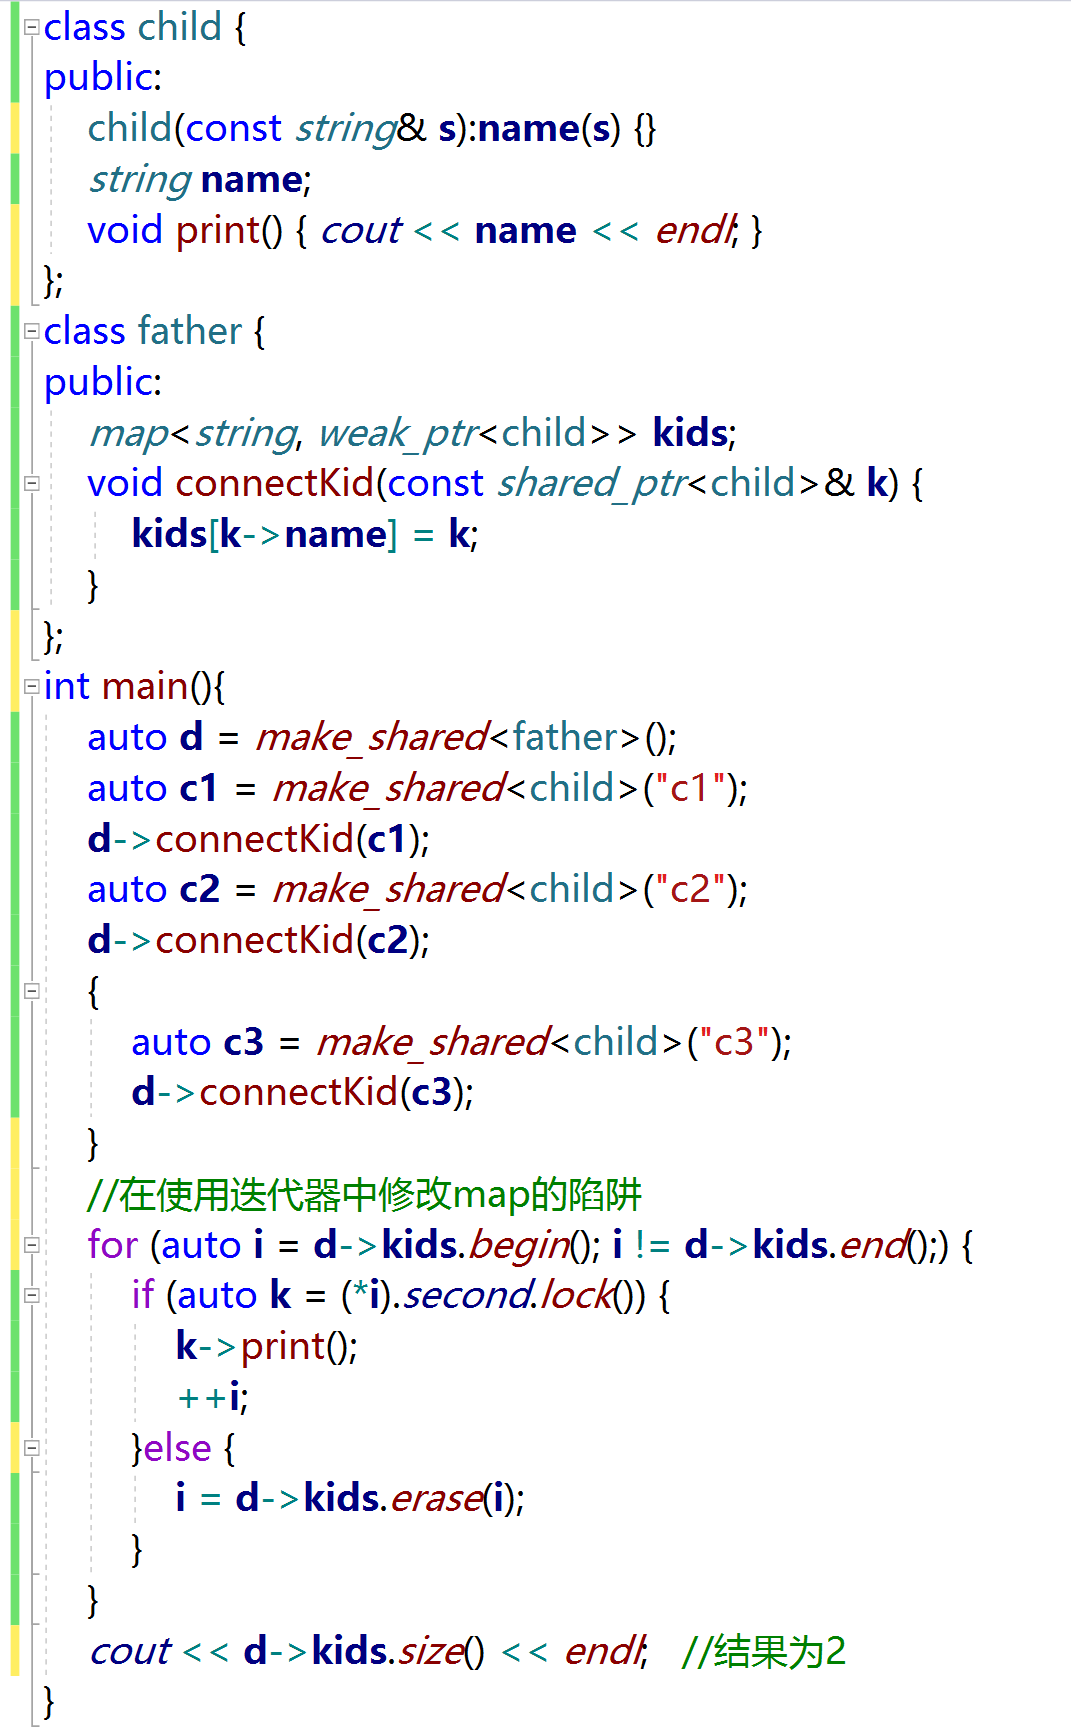 class child {
public:
    child(const string& s):name(s) {}
    string name;
    void print() { cout << name << endl; }
};
class father {
public:
    map<string, weak_ptr<child>> kids;
    void connectKid(const shared_ptr<child>& k) {
        kids[k->name] = k;
    }
};
int main(){
    auto d = make_shared<father>();
    auto c1 = make_shared<child>("c1");
    d->connectKid(c1);
    auto c2 = make_shared<child>("c2");
    d->connectKid(c2);
    {
        auto c3 = make_shared<child>("c3");
        d->connectKid(c3);
    }
    //在使用迭代器中修改map的陷阱
    for (auto i = d->kids.begin(); i != d->kids.end();) {
        if (auto k = (*i).second.lock()) {
            k->print();
            ++i;
        }else {
            i = d->kids.erase(i);
        }
    }
    cout << d->kids.size() << endl;   //结果为2
}